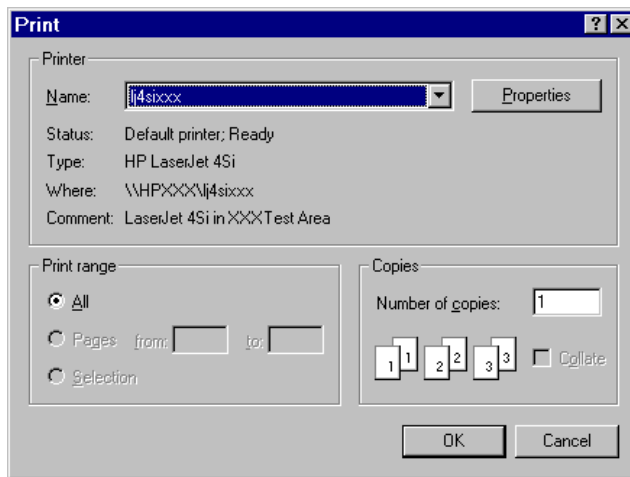 Print
Printer
Name: lj4sixxx Properties
Status: Default printer; Ready
Type: HP LaserJet 4Si
Where: \\HPXXX\lj4sixxx
Comment: LaserJet 4Si in XXX Test Area
Print range
All
Pages from: to:
Selection
Copies
Number of copies: 1
1 1 2 2 3 3 Collate
OK Cancel